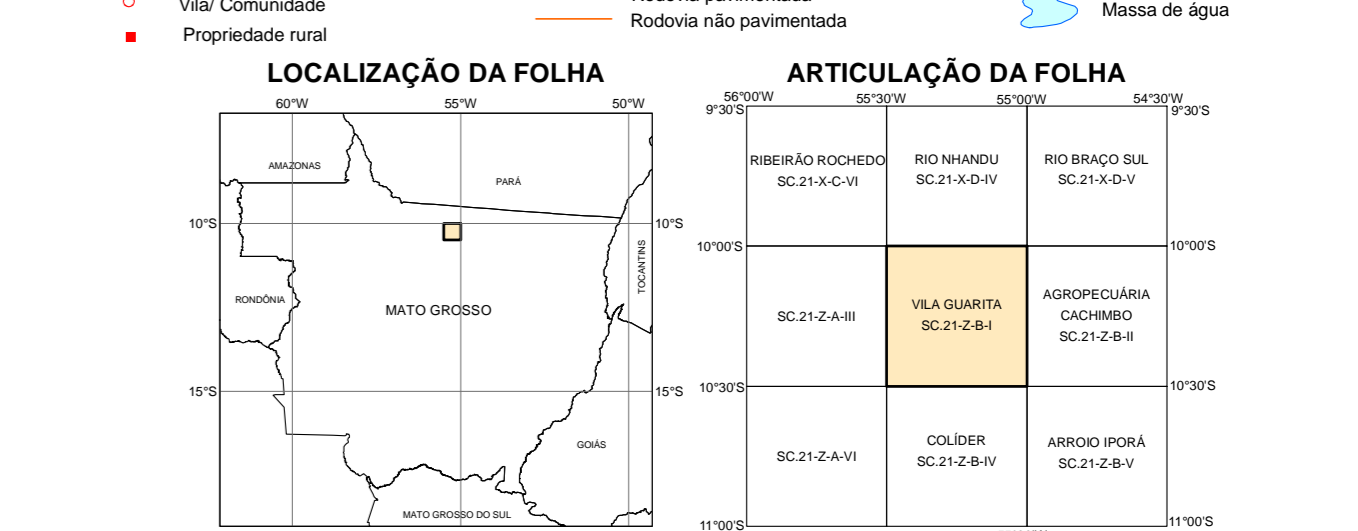 Vila/ Comunidade
Propriedade rural
Rodovia pavimentada
Rodovia não pavimentada
Massa de água
LOCALIZAÇÃO DA FOLHA
60°W
55°W
50°W
AMAZONAS
PARÁ
10°S
10°S
TOCANTINS
RONDÔNIA
MATO GROSSO
15°S
15°S
GOIÁS
MATO GROSSO DO SUL
ARTICULAÇÃO DA FOLHA
56°00'W
55°30'W
55°00'W
54°30'W
9°30'S
9°30'S
RIBEIRÃO ROCHEDO
SC.21-X-C-VI
RIO NHANDU
SC.21-X-D-IV
RIO BRAÇO SUL
SC.21-X-D-V
10°00'S
10°00'S
SC.21-Z-A-III
VILA GUARITA
SC.21-Z-B-I
AGROPECUÁRIA
CACHIMBO
SC.21-Z-B-II
10°30'S
10°30'S
SC.21-Z-A-VI
COLÍDER
SC.21-Z-B-IV
ARROIO IPORÁ
SC.21-Z-B-V
11°00'S
11°00'S